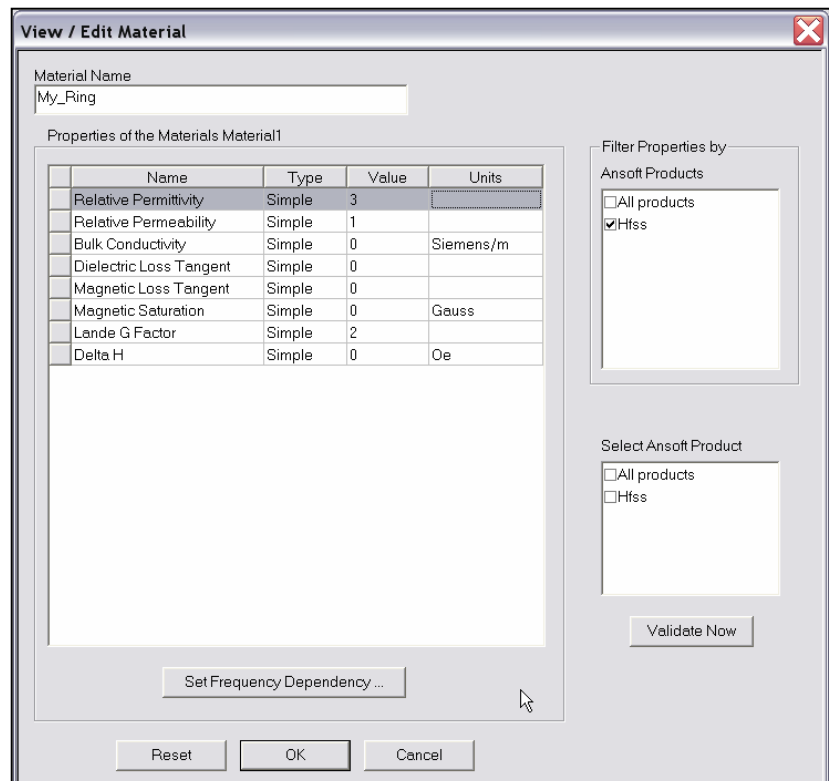 View / Edit Material
Material Name
My_Ring
Properties of the Materials Material1
Name Type Value Units
Relative Permittivity Simple 3
Relative Permeability Simple 1
Bulk Conductivity Simple 0 Siemens/m
Dielectric Loss Tangent Simple 0
Magnetic Loss Tangent Simple 0
Magnetic Saturation Simple 0 Gauss
Lande G Factor Simple 2
Delta H Simple 0 Oe
Set Frequency Dependency ...
Filter Properties by
Ansoft Products
All products
Hfss
Select Ansoft Product
All products
Hfss
Validate Now
Reset OK Cancel